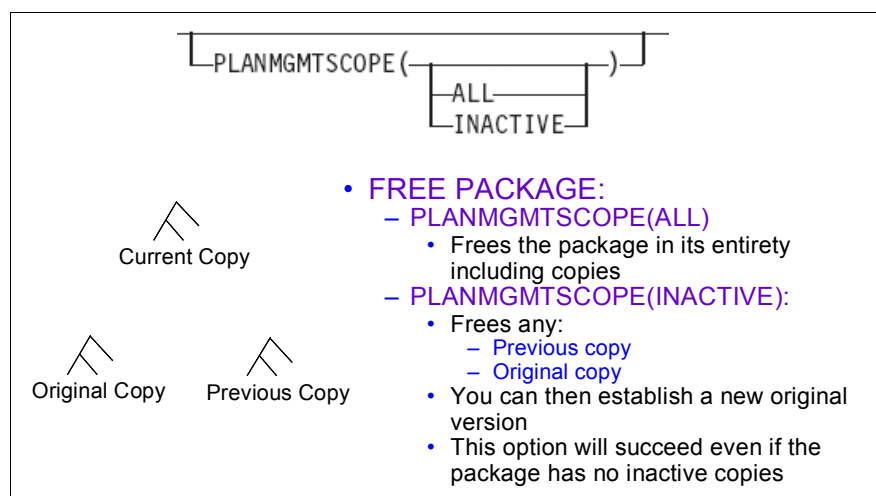 PLANMGMTSCOPE( )
ALL
INACTIVE
Current Copy
Original Copy
Previous Copy
• FREE PACKAGE:
– PLANMGMTSCOPE(ALL)
• Frees the package in its entirety
including copies
– PLANMGMTSCOPE(INACTIVE):
• Frees any:
– Previous copy
– Original copy
• You can then establish a new original
version
• This option will succeed even if the
package has no inactive copies